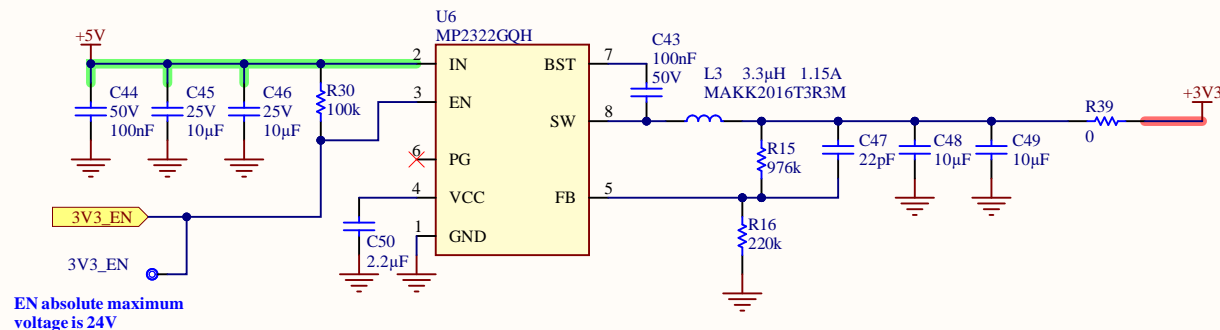 U6
MP2322GQH
+5V
2
IN
BST
7
C43
100nF
50V
L3 3.3µH 1.15A
MAKK2016T3R3M
+3V3
C44
50V
100nF
C45
25V
10µF
C46
25V
10µF
R30
100k
3
EN
SW
8
R39
0
6
PG
R15
976k
C47
22pF
C48
10µF
C49
10µF
4
VCC
FB
5
3V3_EN
1
GND
C50
2.2µF
R16
220k
3V3_EN
EN absolute maximum
voltage is 24V